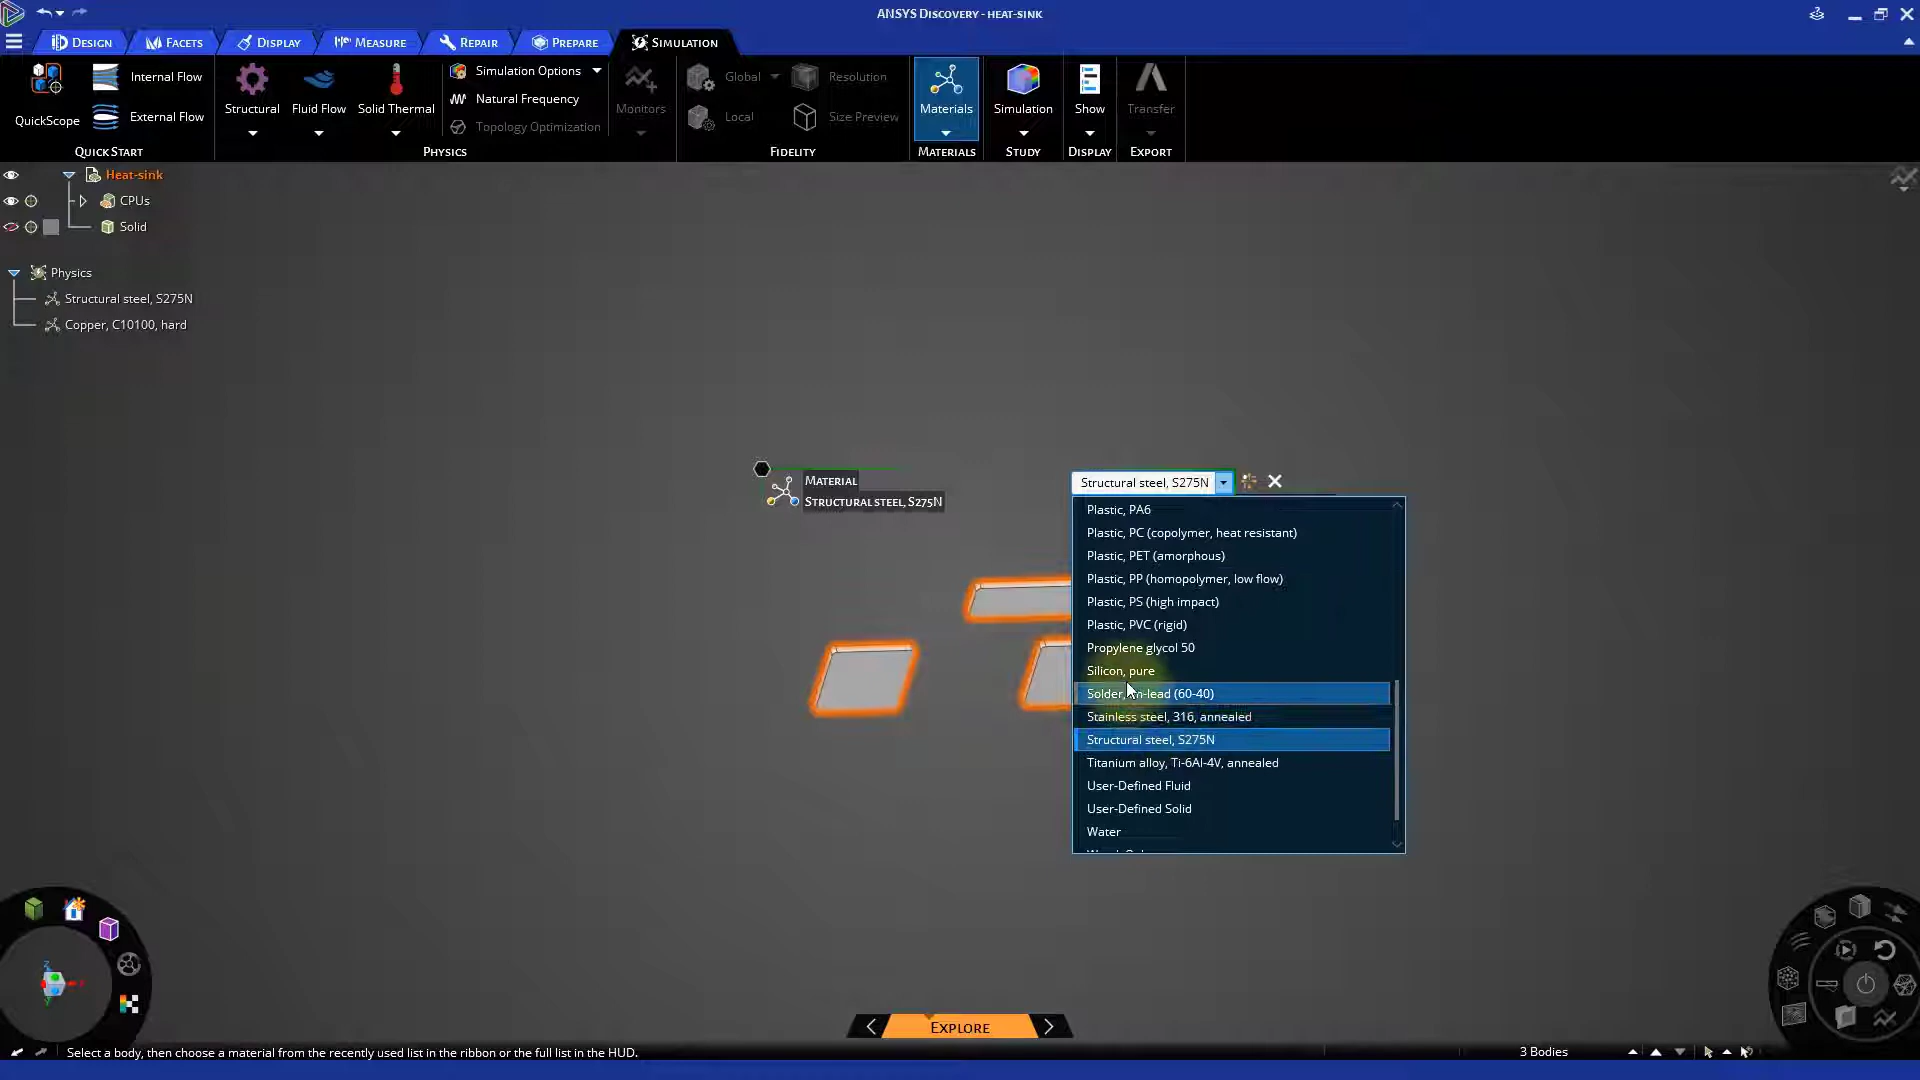 ANSYS Discovery - heat-sink
Design
Facets
Display
Measure
Repair
Prepare
Simulation
QuickScope
Internal Flow
External Flow
Quick Start
Structural
Fluid Flow
Solid Thermal
Simulation Options
Natural Frequency
Topology Optimization
Physics
Monitors
Global
Local
Resolution
Size Preview
Fidelity
Materials
Materials
Simulation
Study
Show
Display
Transfer
Export
Heat-sink
CPUs
Solid
Physics
Structural steel, S275N
Copper, C10100, hard
Material
Structural steel, S275N
Structural steel, S275N
Plastic, PA6
Plastic, PC (copolymer, heat resistant)
Plastic, PET (amorphous)
Plastic, PP (homopolymer, low flow)
Plastic, PS (high impact)
Plastic, PVC (rigid)
Propylene glycol 50
Silicon, pure
Solder, n-lead (60-40)
Stainless steel, 316, annealed
Structural steel, S275N
Titanium alloy, Ti-6Al-4V, annealed
User-Defined Fluid
User-Defined Solid
Water
Explore
Select a body, then choose a material from the recently used list in the ribbon or the full list in the HUD.
3 Bodies